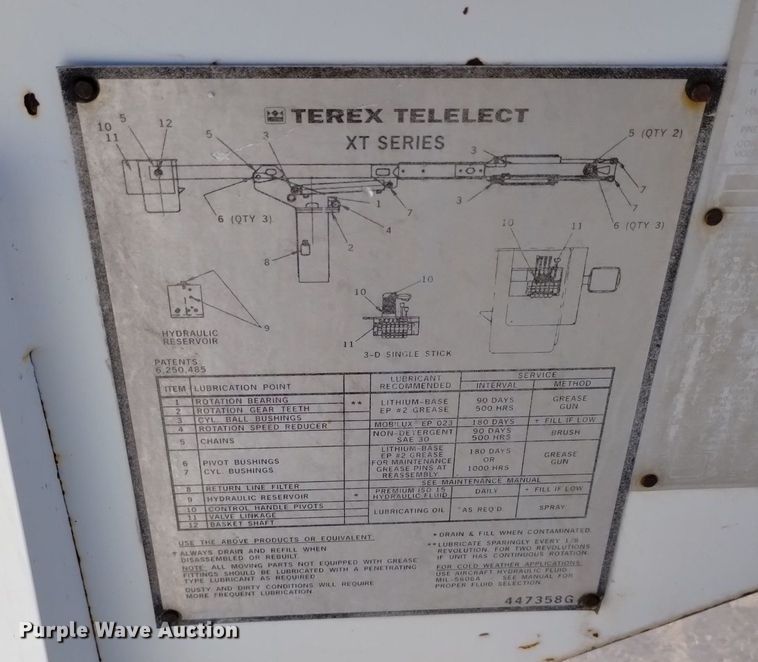 TEREX TELELECT
XT SERIES
10
5
12
11
5
3
3
5 (QTY 2)
7
3
7
1
7
4
2
6 (QTY 3)
6 (QTY 3)
8
10
11
10
10
11
9
HYDRAULIC
RESERVOIR
3-D SINGLE STICK
PATENTS:
6,250,485
ITEM LUBRICATION POINT LUBRICANT RECOMMENDED SERVICE INTERVAL METHOD
1 ROTATION BEARING ** LITHIUM-BASE EP #2 GREASE 90 DAYS 500 HRS GREASE GUN
2 ROTATION GEAR TEETH
3 CYL. BALL BUSHINGS
4 ROTATION SPEED REDUCER MOBILUX EP 023 180 DAYS + FILL IF LOW
5 CHAINS NON-DETERGENT SAE 30 90 DAYS 500 HRS BRUSH
6 PIVOT BUSHINGS LITHIUM-BASE EP #2 GREASE FOR MAINTENANCE GREASE PINS AT REASSEMBLY 180 DAYS OR 1000 HRS GREASE GUN
7 CYL. BUSHINGS
8 RETURN LINE FILTER SEE MAINTENANCE MANUAL
9 HYDRAULIC RESERVOIR * PREMIUM ISO 15 HYDRAULIC FLUID DAILY + FILL IF LOW
10 CONTROL HANDLE PIVOTS LUBRICATING OIL AS REQ'D SPRAY
11 VALVE LINKAGE
12 BASKET SHAFT
USE THE ABOVE PRODUCTS OR EQUIVALENT.
+ ALWAYS DRAIN AND REFILL WHEN
DISASSEMBLED OR REBUILT.
NOTE: ALL MOVING PARTS NOT EQUIPPED WITH GREASE
FITTINGS SHOULD BE LUBRICATED WITH A PENETRATING
TYPE LUBRICANT AS REQUIRED
DUSTY AND DIRTY CONDITIONS WILL REQUIRE
MORE FREQUENT LUBRICATION
* DRAIN & FILL WHEN CONTAMINATED.
** LUBRICATE SPARINGLY EVERY 1/8
REVOLUTION. FOR TWO REVOLUTIONS
IF UNIT HAS CONTINUOUS ROTATION.
FOR COLD WEATHER APPLICATIONS,
USE AIRCRAFT HYDRAULIC FLUID
MIL-5606A SEE MANUAL FOR
PROPER FLUID SELECTION.
447358G
Purple Wave Auction